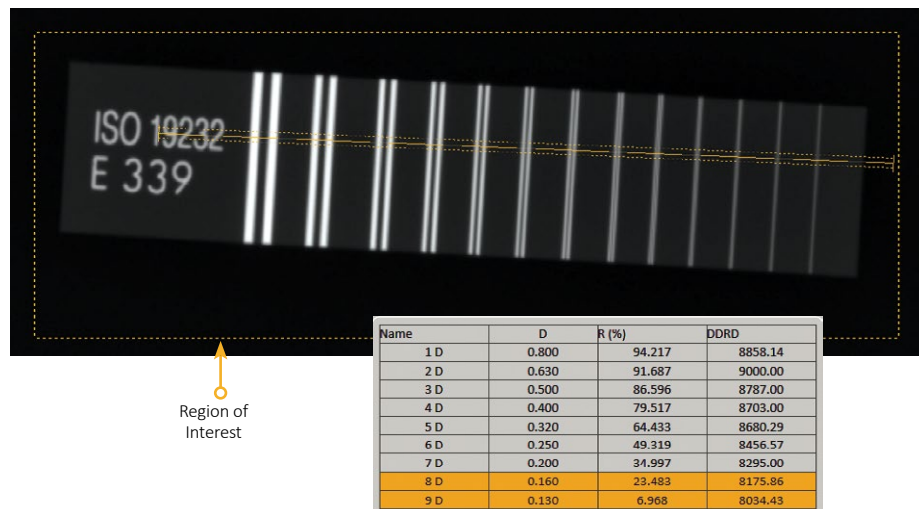 ISO 19232
E 339
Region of
Interest
Name D R (%) DDRD
1 D 0.800 94.217 8858.14
2 D 0.630 91.687 9000.00
3 D 0.500 86.596 8787.00
4 D 0.400 79.517 8703.00
5 D 0.320 64.433 8680.29
6 D 0.250 49.319 8456.57
7 D 0.200 34.997 8295.00
8 D 0.160 23.483 8175.86
9 D 0.130 6.968 8034.43